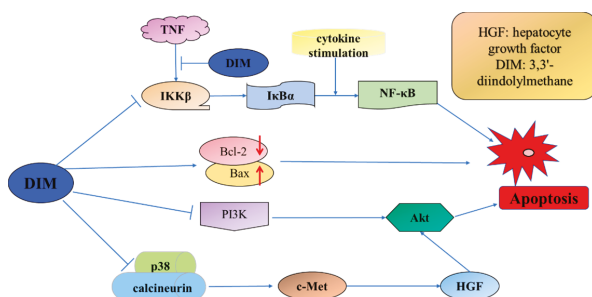 TNF
DIM
cytokine
stimulation
HGF: hepatocyte
growth factor
DIM: 3,3'-
diindolylmethane
IKKβ
IκBα
NF-κB
Bcl-2
Bax
DIM
PI3K
Akt
Apoptosis
p38
calcineurin
c-Met
HGF